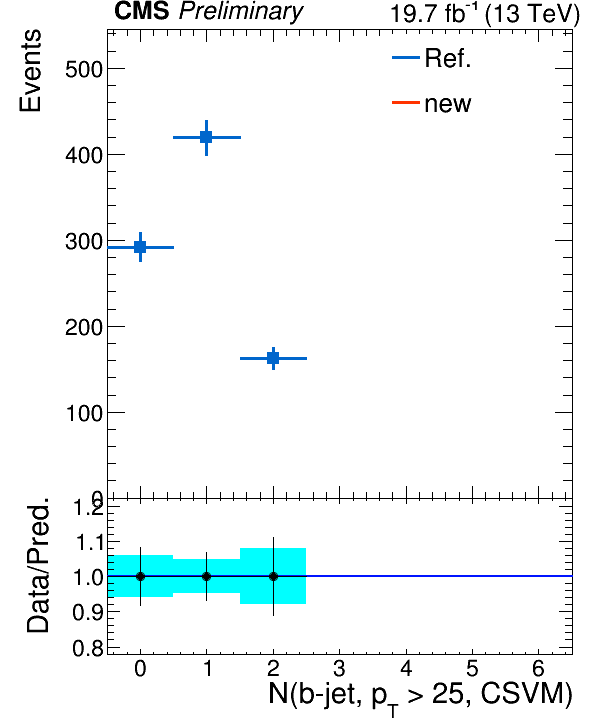 CMS Preliminary 19.7 fb⁻¹ (13 TeV)
Events
Ref.
new
500
400
300
200
100
0
Data/Pred.
1.2
1.1
1.0
0.9
0.8
0 1 2 3 4 5 6
N(b-jet, p_T > 25, CSVM)